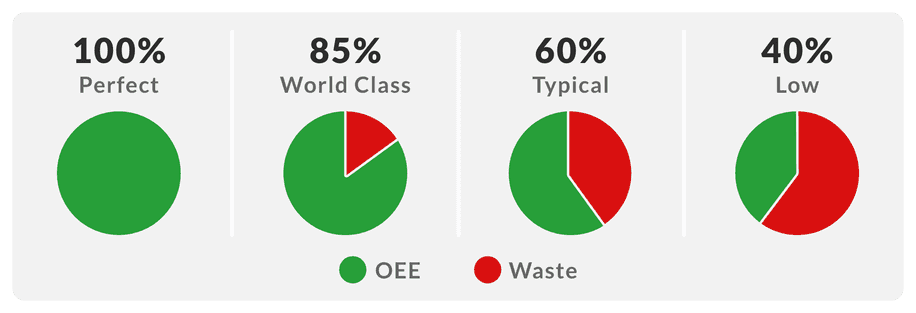 100%
Perfect
85%
World Class
60%
Typical
40%
Low
OEE
Waste